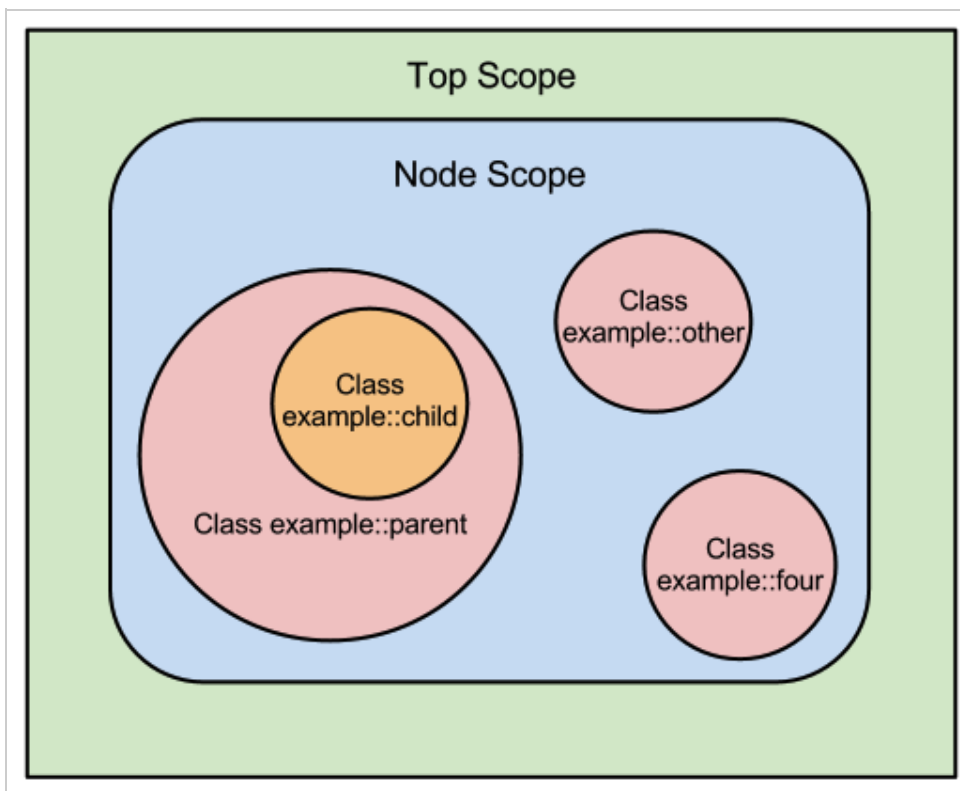 Top Scope
Node Scope
Class
example::other
Class
example::child
Class example::parent
Class
example::four